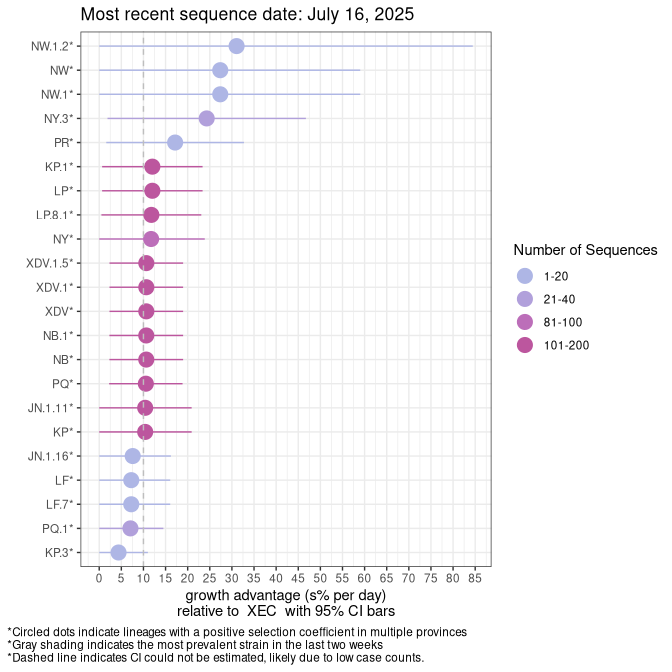 Most recent sequence date: July 16, 2025
NW.1.2*
NW*
NW.1*
NY.3*
PR*
KP.1*
LP*
LP.8.1*
NY*
XDV.1.5*
XDV.1*
XDV*
NB.1*
NB*
PQ*
JN.1.11*
KP*
JN.1.16*
LF*
LF.7*
PQ.1*
KP.3*
0 5 10 15 20 25 30 35 40 45 50 55 60 65 70 75 80 85
growth advantage (s% per day)
relative to XEC with 95% CI bars
Number of Sequences
1-20
21-40
81-100
101-200
*Circled dots indicate lineages with a positive selection coefficient in multiple provinces
*Gray shading indicates the most prevalent strain in the last two weeks
*Dashed line indicates CI could not be estimated, likely due to low case counts.